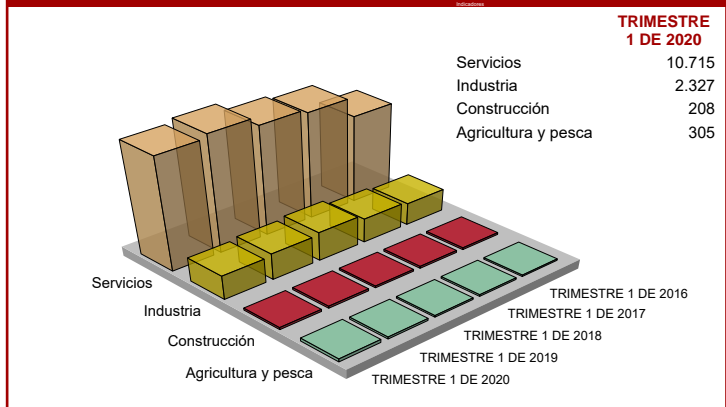 Indicadores
TRIMESTRE
1 DE 2020
Servicios 10.715
Industria 2.327
Construcción 208
Agricultura y pesca 305
Servicios
Industria
Construcción
Agricultura y pesca
TRIMESTRE 1 DE 2016
TRIMESTRE 1 DE 2017
TRIMESTRE 1 DE 2018
TRIMESTRE 1 DE 2019
TRIMESTRE 1 DE 2020